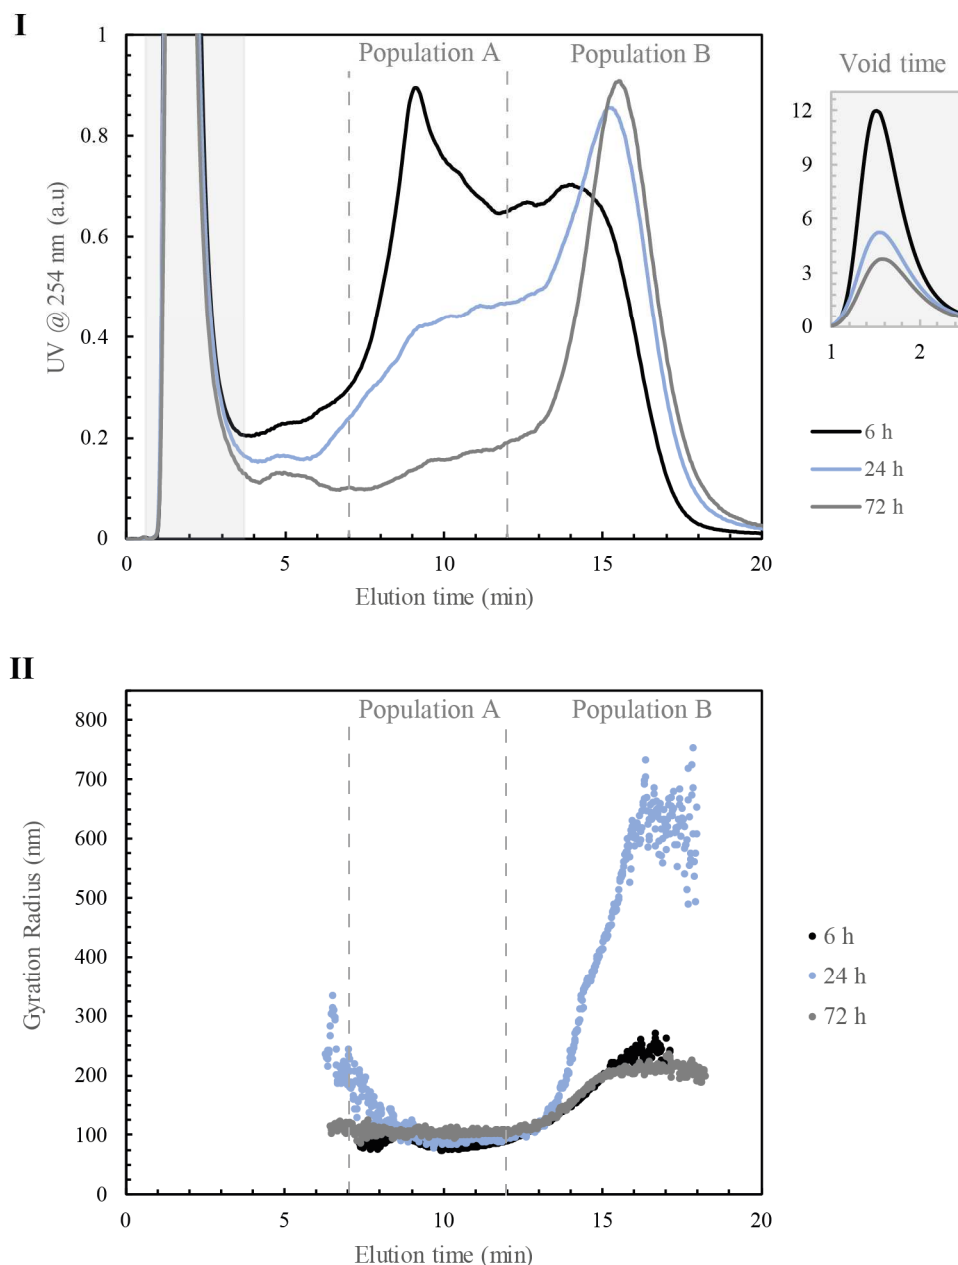 I
Population A
Population B
Void time
1
0.8
0.6
0.4
0.2
0
UV @ 254 nm (a.u)
0
5
10
15
20
Elution time (min)
12
9
6
3
0
1
2
6 h
24 h
72 h
II
Population A
Population B
800
700
600
500
400
300
200
100
0
Gyration Radius (nm)
0
5
10
15
20
Elution time (min)
6 h
24 h
72 h